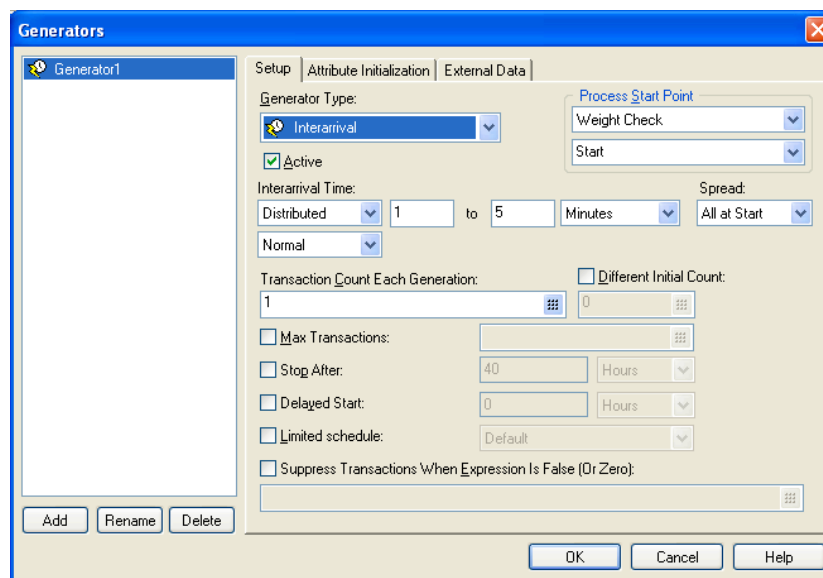 Generators
Generator1
Setup Attribute Initialization External Data
Generator Type:
Interarrival
Active
Process Start Point
Weight Check
Start
Interarrival Time:
Spread:
Distributed 1 to 5 Minutes All at Start
Normal
Transaction Count Each Generation:
Different Initial Count:
1 0
Max Transactions:
Stop After: 40 Hours
Delayed Start: 0 Hours
Limited schedule: Default
Suppress Transactions When Expression Is False (Or Zero):
Add Rename Delete
OK Cancel Help